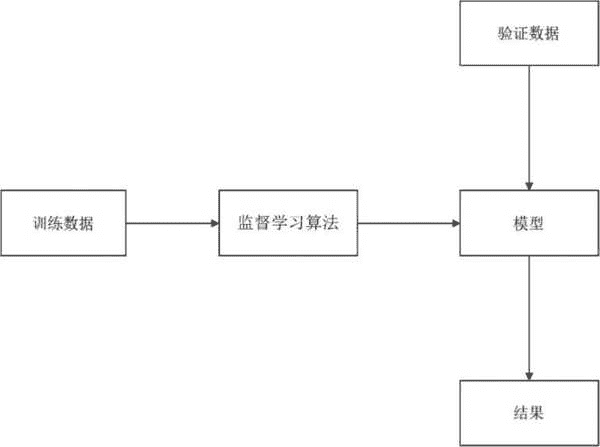 验证数据
训练数据
监督学习算法
模型
结果